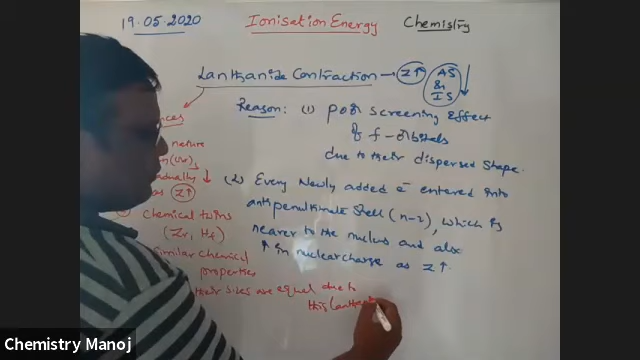 19.05.2020 Ionisation Energy Chemistry
Lanthanide Contraction → Z↑ AS & IS ↓
Reason: (1) poor screening Effect
of f-orbitals
due to their dispersed shape.
(2) Every Newly added e⁻ entered into
antipenultimate shell (n-2), which is
nearer to the nucleus and also
↑ in nuclear charge as Z↑.
nces
nature
↓
as Z↑
Chemical twins
(Zr, Hf)
Similar chemical
properties
their sizes are equal due to
this
Chemistry Manoj